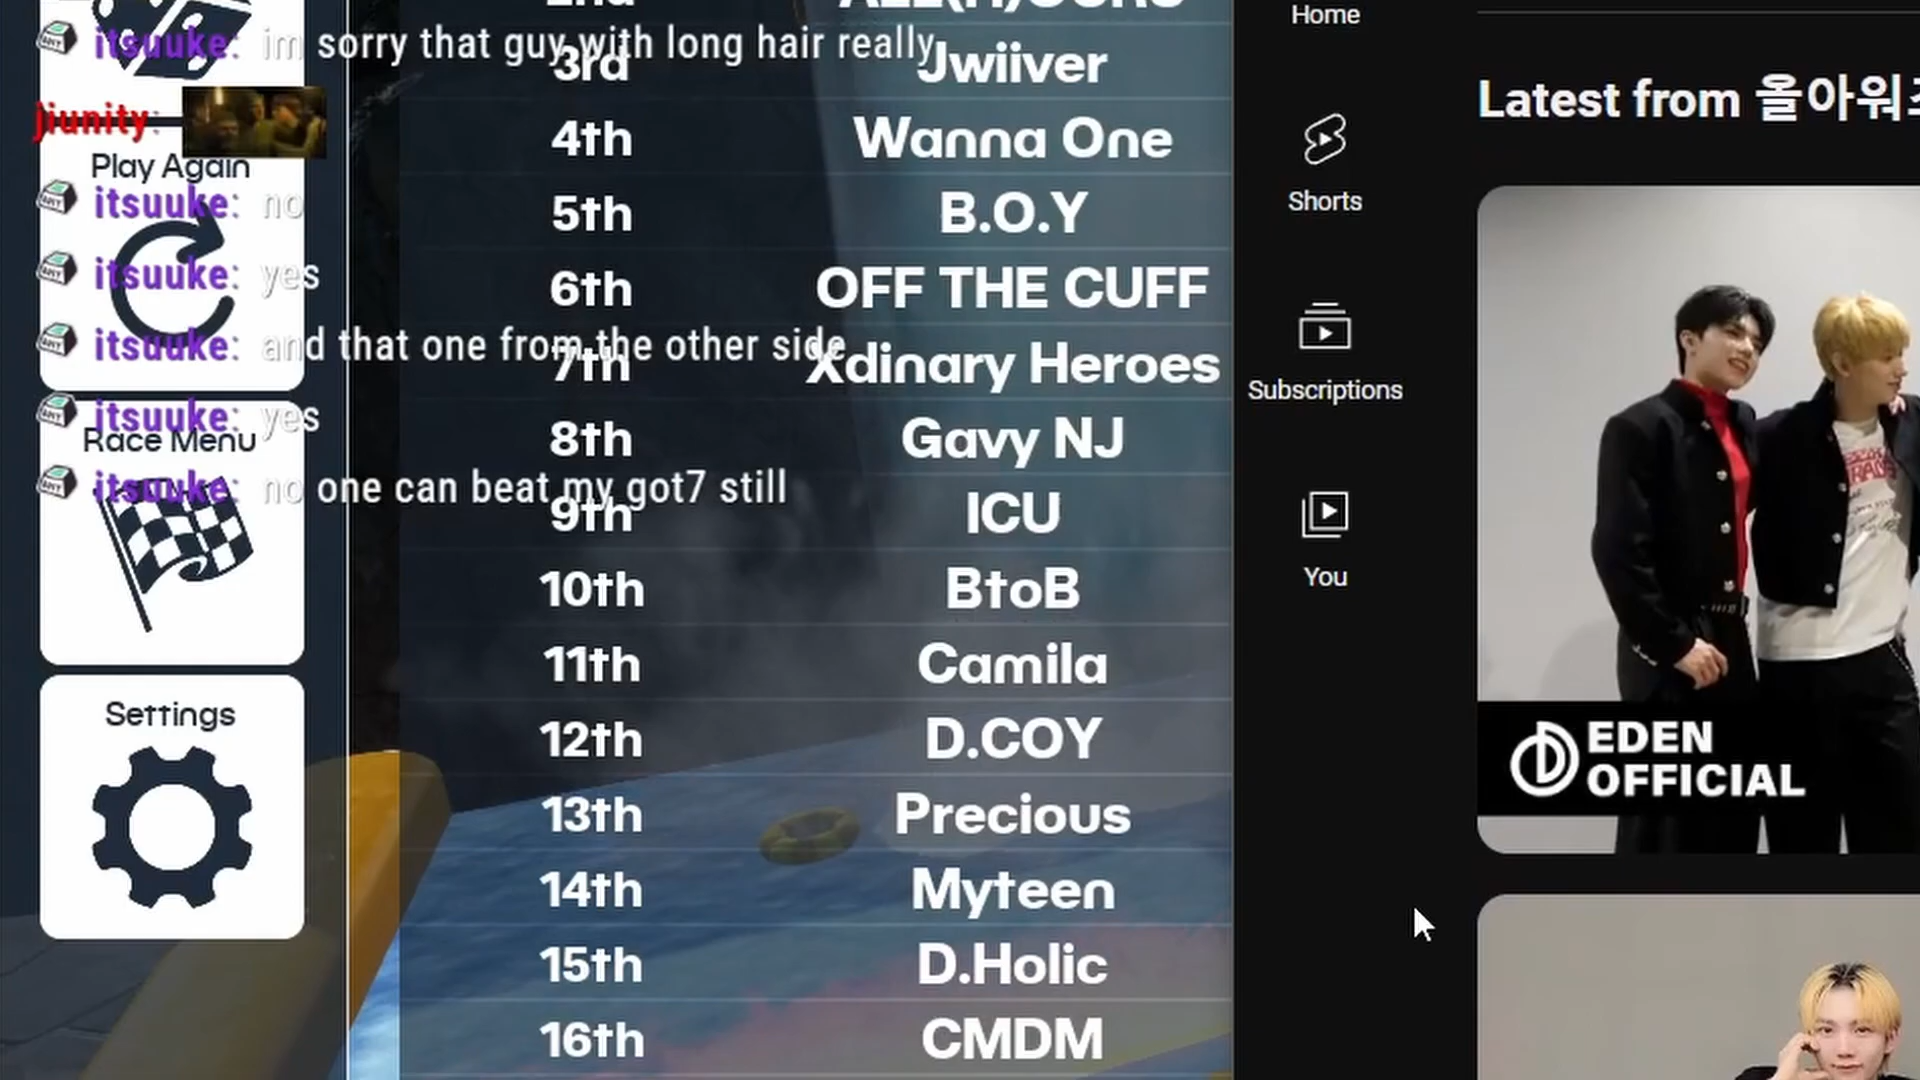 2nd ALL(H)OURS
itsuuke: im sorry that guy with long hair really
3rd Jwiiver
jiunity:
4th Wanna One
Play Again
itsuuke: no
5th B.O.Y
itsuuke: yes
6th OFF THE CUFF
itsuuke: and that one from the other side
7th Xdinary Heroes
itsuuke: yes
Race Menu
8th Gavy NJ
itsuuke: no one can beat my got7 still
9th ICU
10th BtoB
11th Camila
Settings
12th D.COY
13th Precious
14th Myteen
15th D.Holic
16th CMDM
Home
Shorts
Subscriptions
You
Latest from 올아워즈
EDEN
OFFICIAL